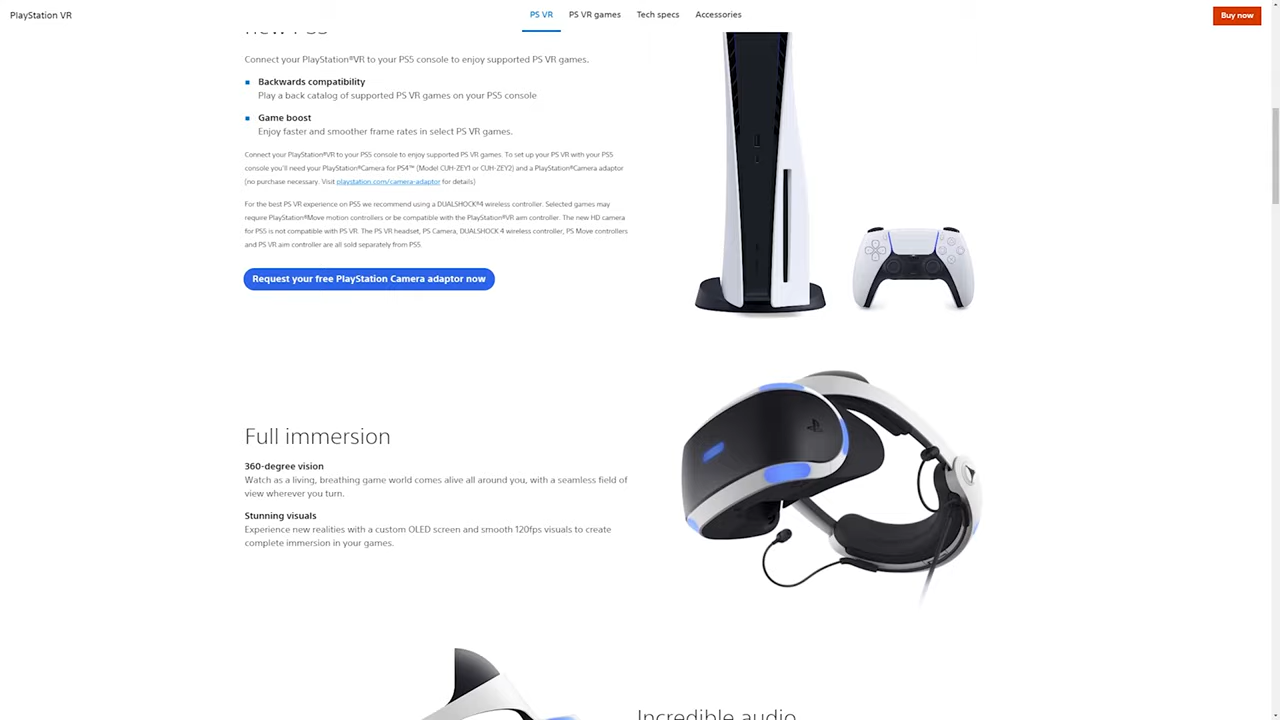 PlayStation VR
PS VR
PS VR games
Tech specs
Accessories
Buy now
new PS5
Connect your PlayStation®VR to your PS5 console to enjoy supported PS VR games.
Backwards compatibility
Play a back catalog of supported PS VR games on your PS5 console
Game boost
Enjoy faster and smoother frame rates in select PS VR games.
Connect your PlayStation®VR to your PS5 console to enjoy supported PS VR games. To set up your PS VR with your PS5
console you'll need your PlayStation®Camera for PS4™ (Model CUH-ZEY1 or CUH-ZEY2) and a PlayStation®Camera adaptor
(no purchase necessary. Visit playstation.com/camera-adaptor for details)
For the best PS VR experience on PS5 we recommend using a DUALSHOCK®4 wireless controller. Selected games may
require PlayStation®Move motion controllers or be compatible with the PlayStation®VR aim controller. The new HD camera
for PS5 is not compatible with PS VR. The PS VR headset, PS Camera, DUALSHOCK 4 wireless controller, PS Move controllers
and PS VR aim controller are all sold separately from PS5.
Request your free PlayStation Camera adaptor now
Full immersion
360-degree vision
Watch as a living, breathing game world comes alive all around you, with a seamless field of
view wherever you turn.
Stunning visuals
Experience new realities with a custom OLED screen and smooth 120fps visuals to create
complete immersion in your games.
Incredible audio